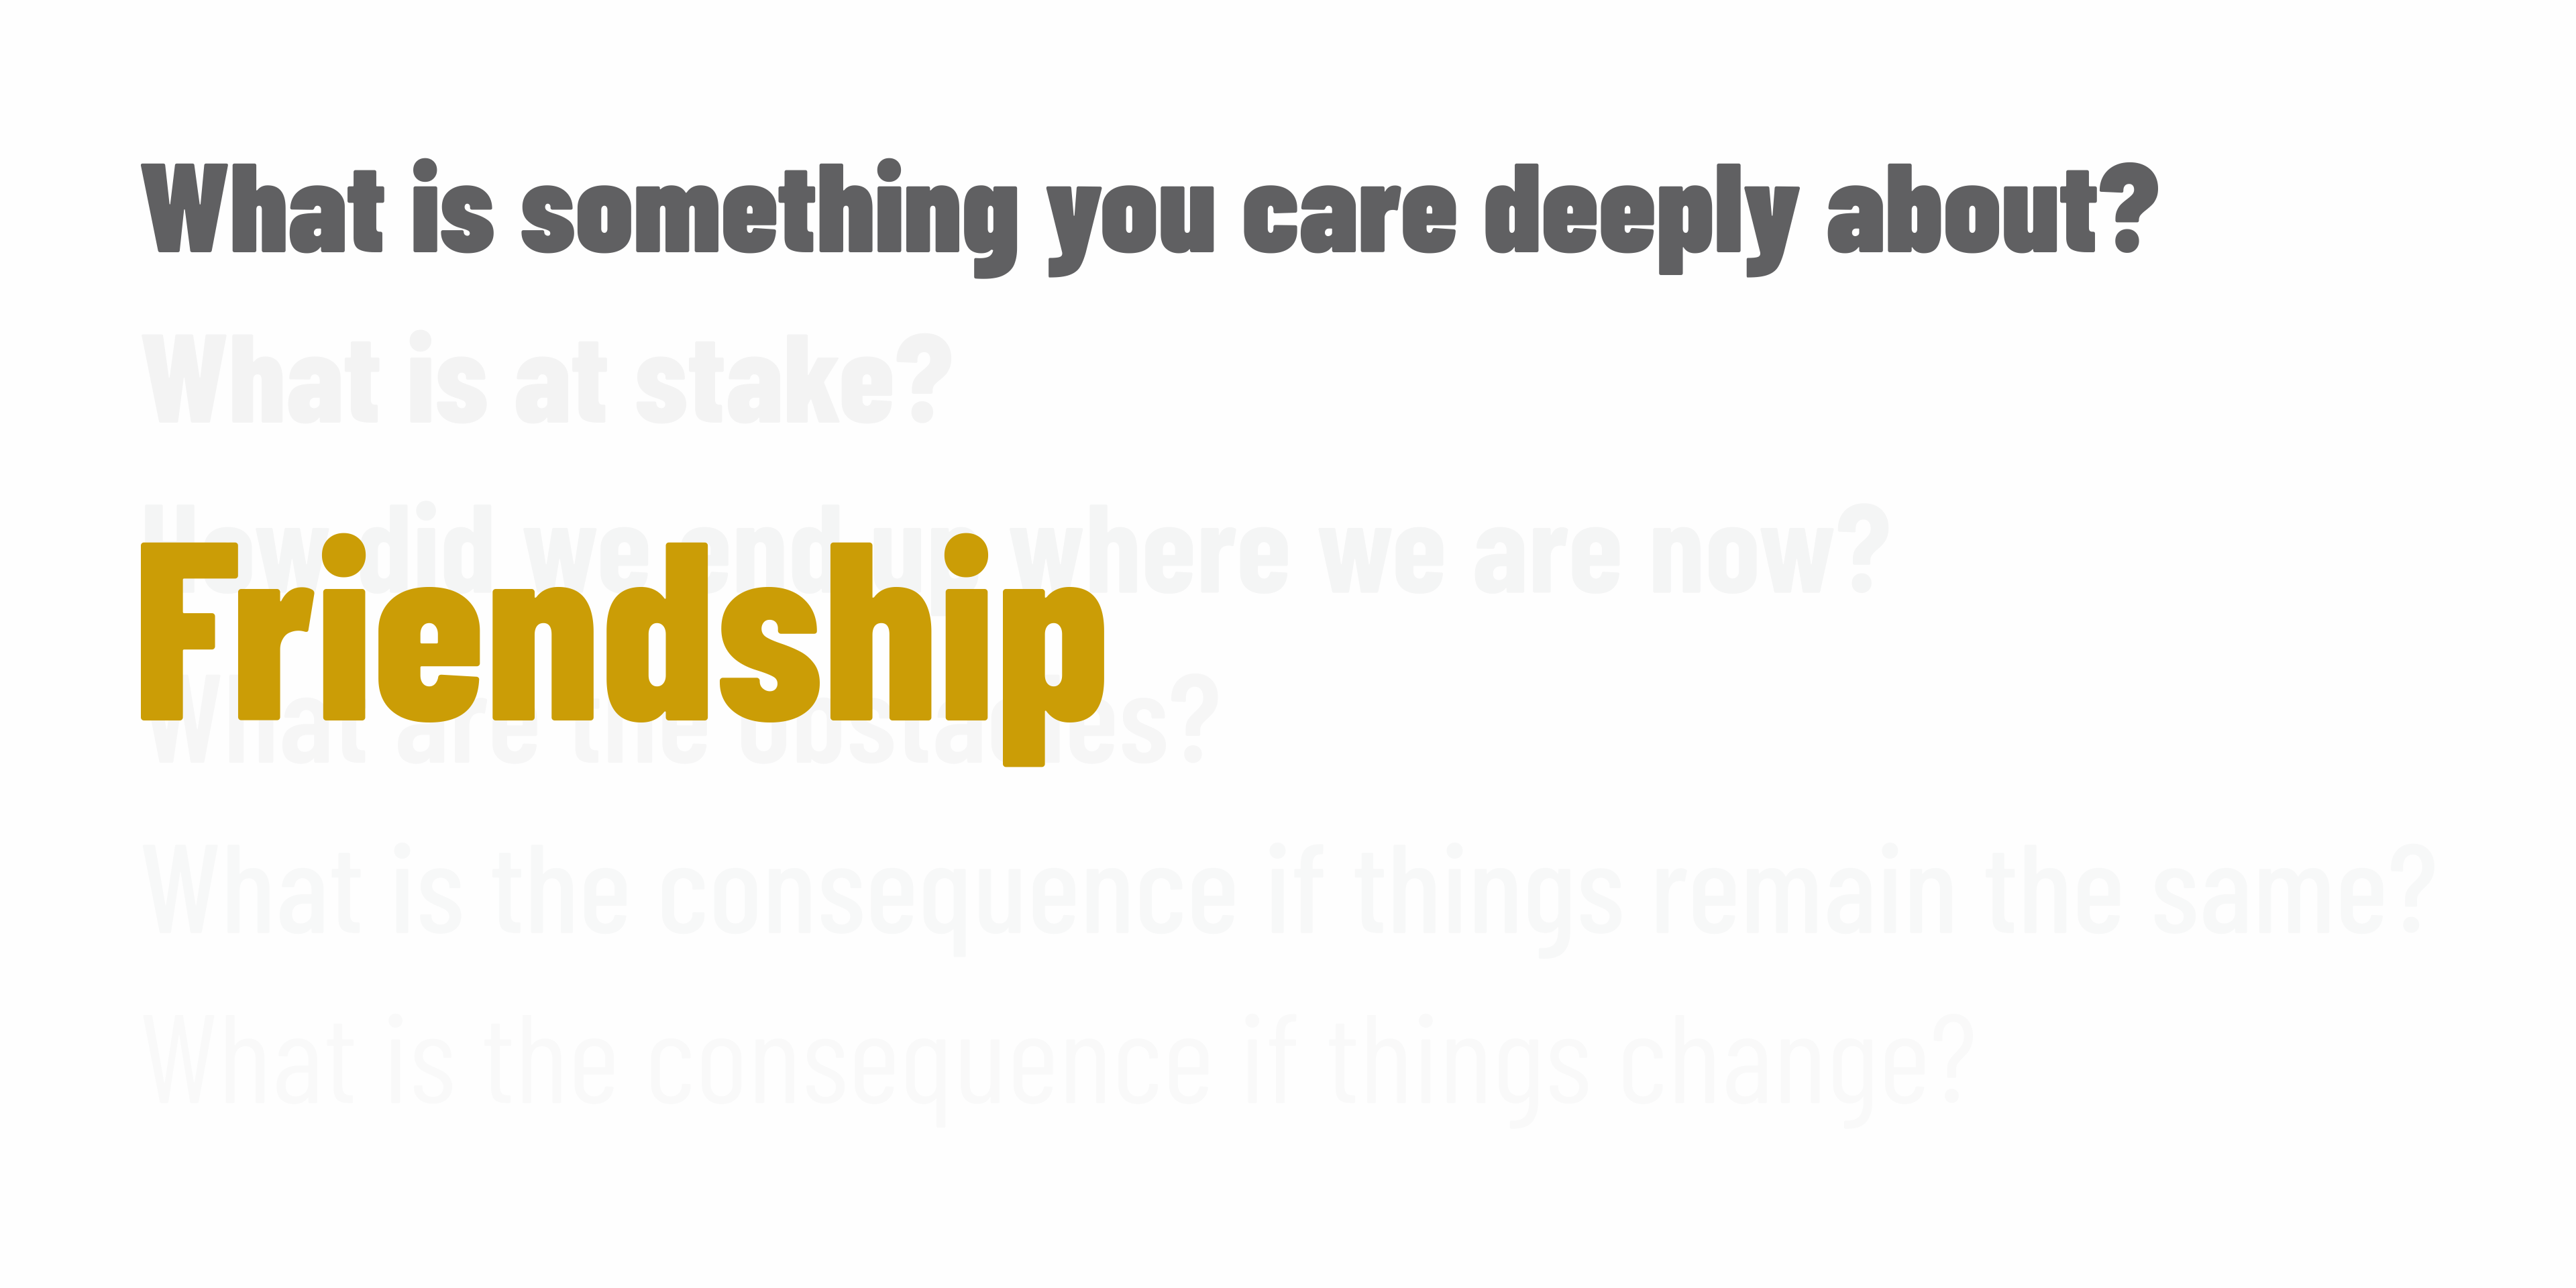 What is something you care deeply about?
What is at stake?
How did we end up where we are now?
Friendship
What are the obstacles?
What is the consequence if things remain the same?
What is the consequence if things change?